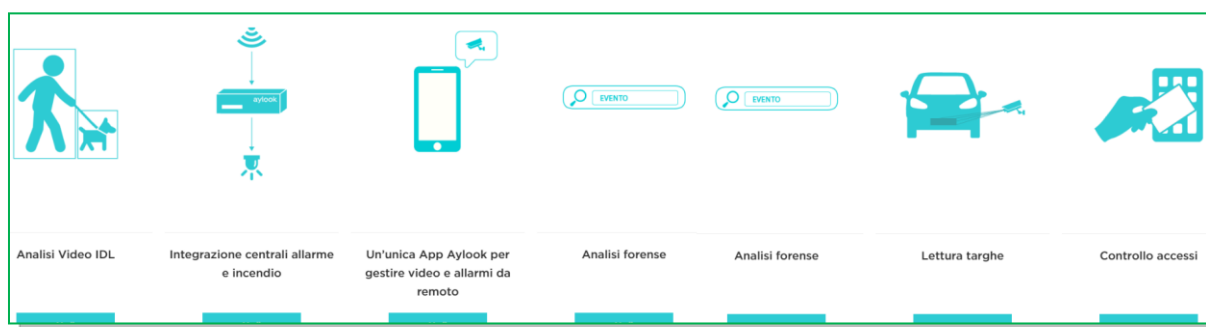 aylook
EVENTO
EVENTO
Analisi Video IDL
Integrazione centrali allarme
e incendio
Un'unica App Aylook per
gestire video e allarmi da
remoto
Analisi forense
Analisi forense
Lettura targhe
Controllo accessi